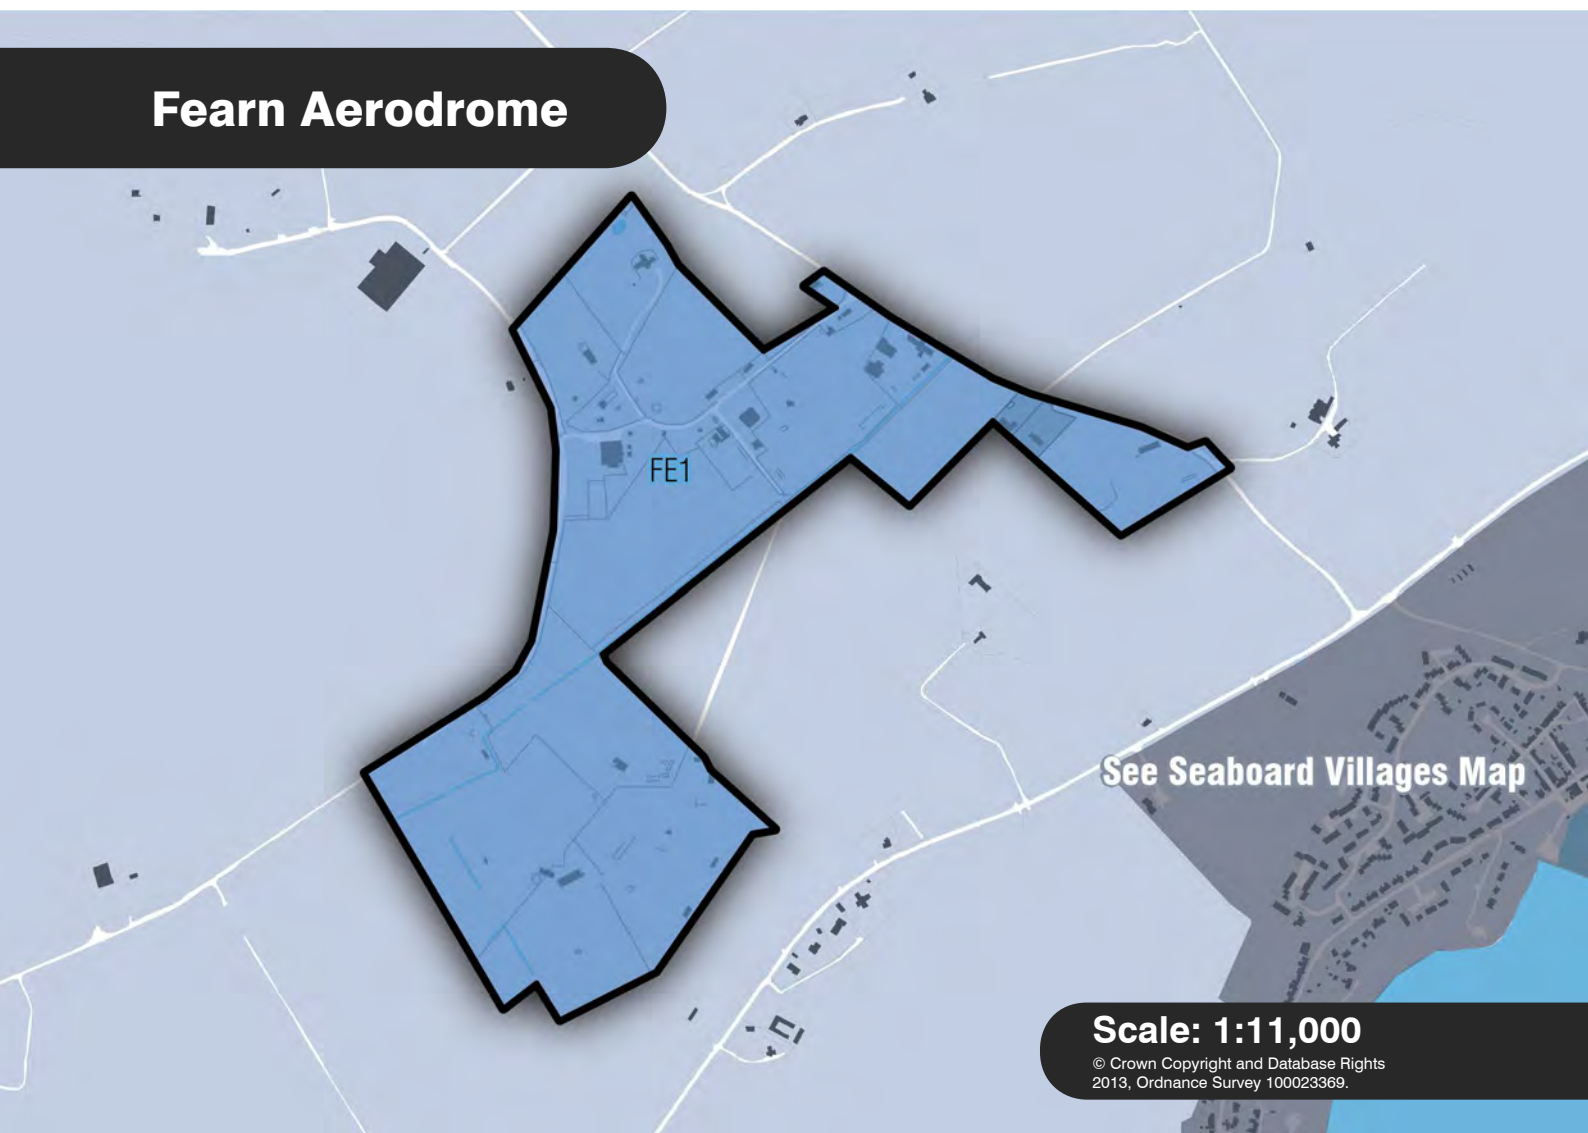 Fearn Aerodrome
FE1
See Seaboard Villages Map
Scale: 1:11,000
© Crown Copyright and Database Rights
2013, Ordnance Survey 100023369.